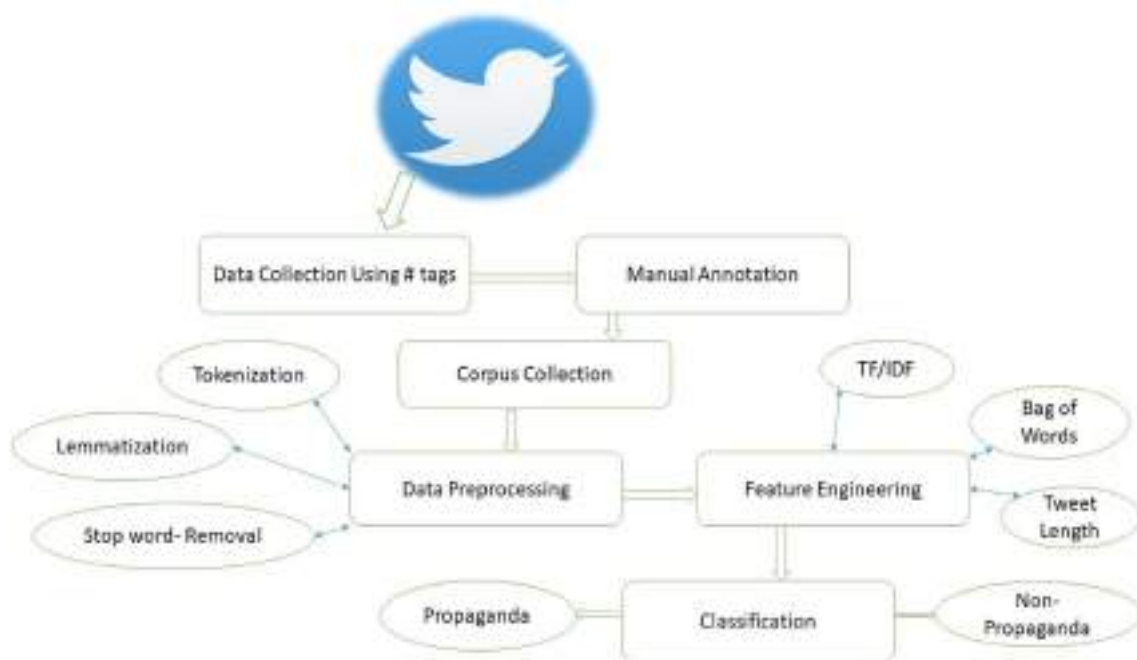 Data Collection Using # tags
Manual Annotation
Tokenization
Corpus Collection
TF/IDF
Bag of
Words
Lemmatization
Data Preprocessing
Feature Engineering
Tweet
Length
Stop word- Removal
Propaganda
Classification
Non-
Propaganda